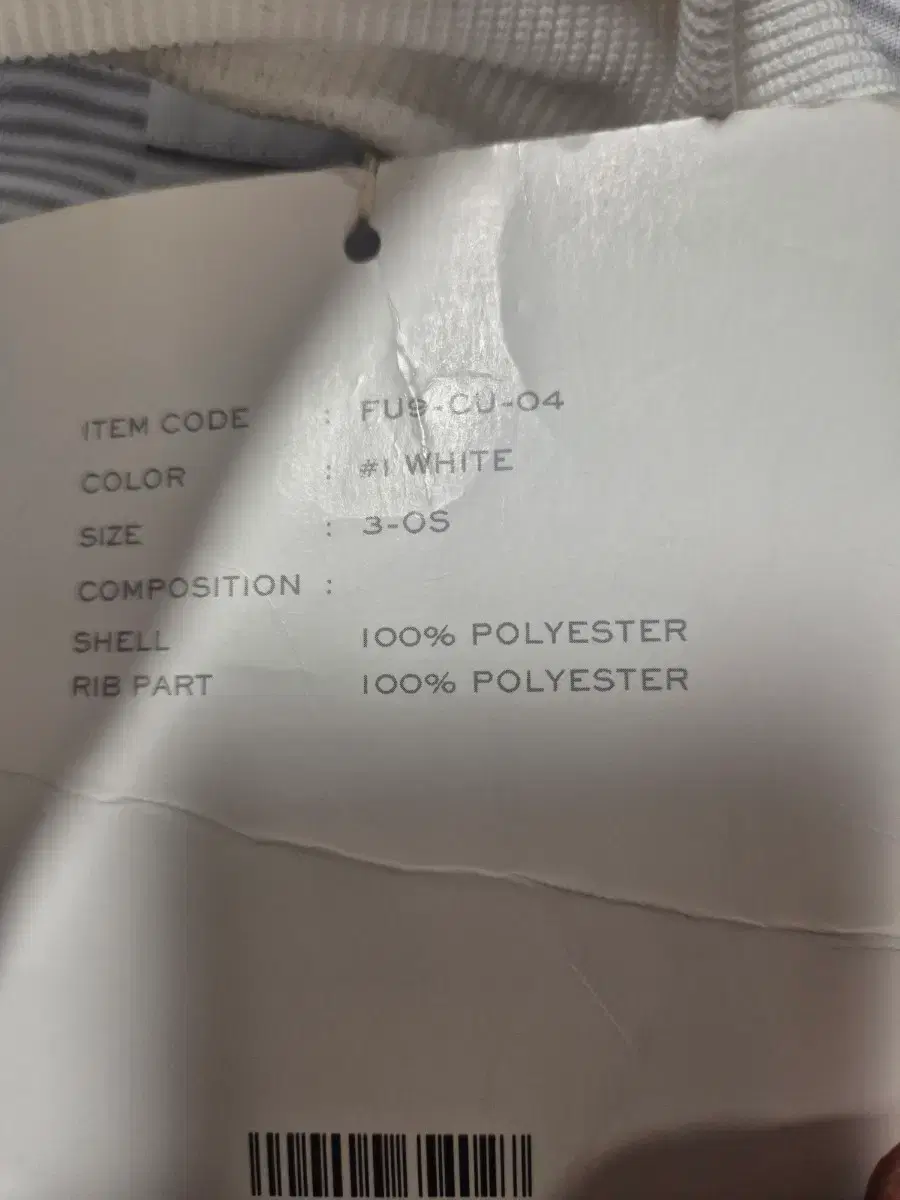 ITEM CODE : FU9-CU-04
COLOR : #1 WHITE
SIZE : 3-OS
COMPOSITION :
SHELL 100% POLYESTER
RIB PART 100% POLYESTER